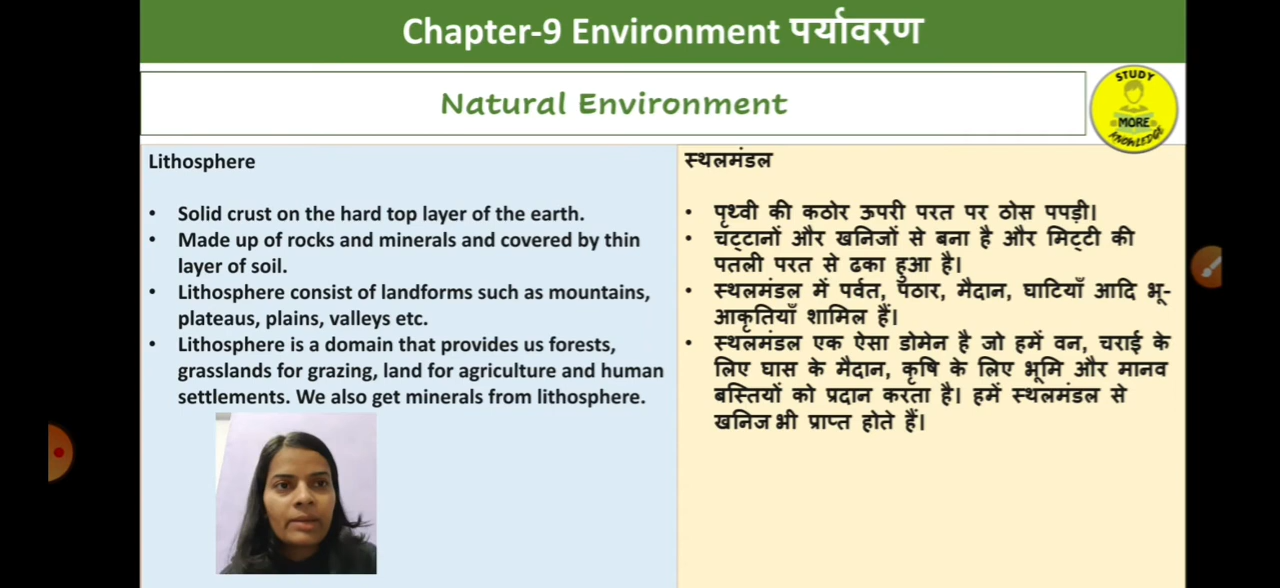 Chapter-9 Environment पर्यावरण
Natural Environment
STUDY
MORE
KNOWLEDGE
Lithosphere
• Solid crust on the hard top layer of the earth.
• Made up of rocks and minerals and covered by thin
layer of soil.
• Lithosphere consist of landforms such as mountains,
plateaus, plains, valleys etc.
• Lithosphere is a domain that provides us forests,
grasslands for grazing, land for agriculture and human
settlements. We also get minerals from lithosphere.
स्थलमंडल
• पृथ्वी की कठोर ऊपरी परत पर ठोस पपड़ी।
• चट्टानों और खनिजों से बना है और मिट्टी की
पतली परत से ढका हुआ है।
• स्थलमंडल में पर्वत, पठार, मैदान, घाटियाँ आदि भू-
आकृतियाँ शामिल हैं।
• स्थलमंडल एक ऐसा डोमेन है जो हमें वन, चराई के
लिए घास के मैदान, कृषि के लिए भूमि और मानव
बस्तियों को प्रदान करता है। हमें स्थलमंडल से
खनिज भी प्राप्त होते हैं।